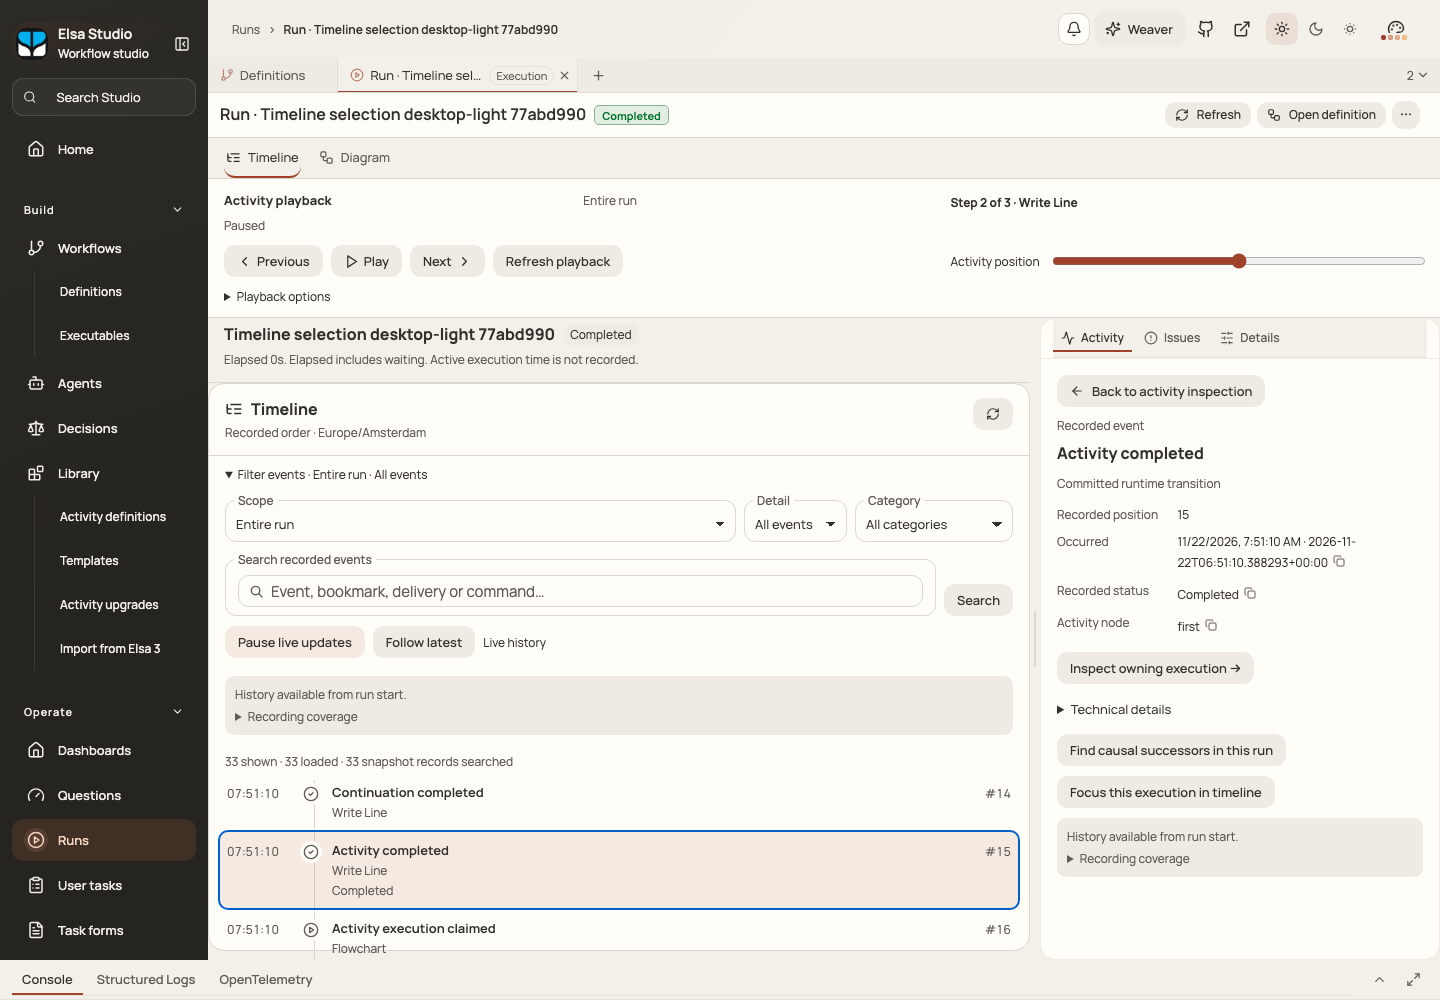 Elsa Studio
Workflow studio
Search Studio
Home
Build
Workflows
Definitions
Executables
Agents
Decisions
Library
Activity definitions
Templates
Activity upgrades
Import from Elsa 3
Operate
Dashboards
Questions
Runs
User tasks
Task forms
Runs › Run · Timeline selection desktop-light 77abd990
Weaver
Definitions
Run · Timeline sel... Execution
2
Run · Timeline selection desktop-light 77abd990 Completed
Refresh
Open definition
Timeline
Diagram
Activity playback
Entire run
Step 2 of 3 · Write Line
Paused
Previous
Play
Next
Refresh playback
Activity position
Playback options
Timeline selection desktop-light 77abd990 Completed
Elapsed 0s. Elapsed includes waiting. Active execution time is not recorded.
Timeline
Recorded order · Europe/Amsterdam
Filter events · Entire run · All events
Scope
Entire run
Detail
All events
Category
All categories
Search recorded events
Event, bookmark, delivery or command...
Search
Pause live updates
Follow latest
Live history
History available from run start.
Recording coverage
33 shown · 33 loaded · 33 snapshot records searched
07:51:10 Continuation completed #14
Write Line
07:51:10 Activity completed #15
Write Line
Completed
07:51:10 Activity execution claimed #16
Flowchart
Activity
Issues
Details
Back to activity inspection
Recorded event
Activity completed
Committed runtime transition
Recorded position 15
Occurred 11/22/2026, 7:51:10 AM · 2026-11-
22T06:51:10.388293+00:00
Recorded status Completed
Activity node first
Inspect owning execution →
Technical details
Find causal successors in this run
Focus this execution in timeline
History available from run start.
Recording coverage
Console
Structured Logs
OpenTelemetry